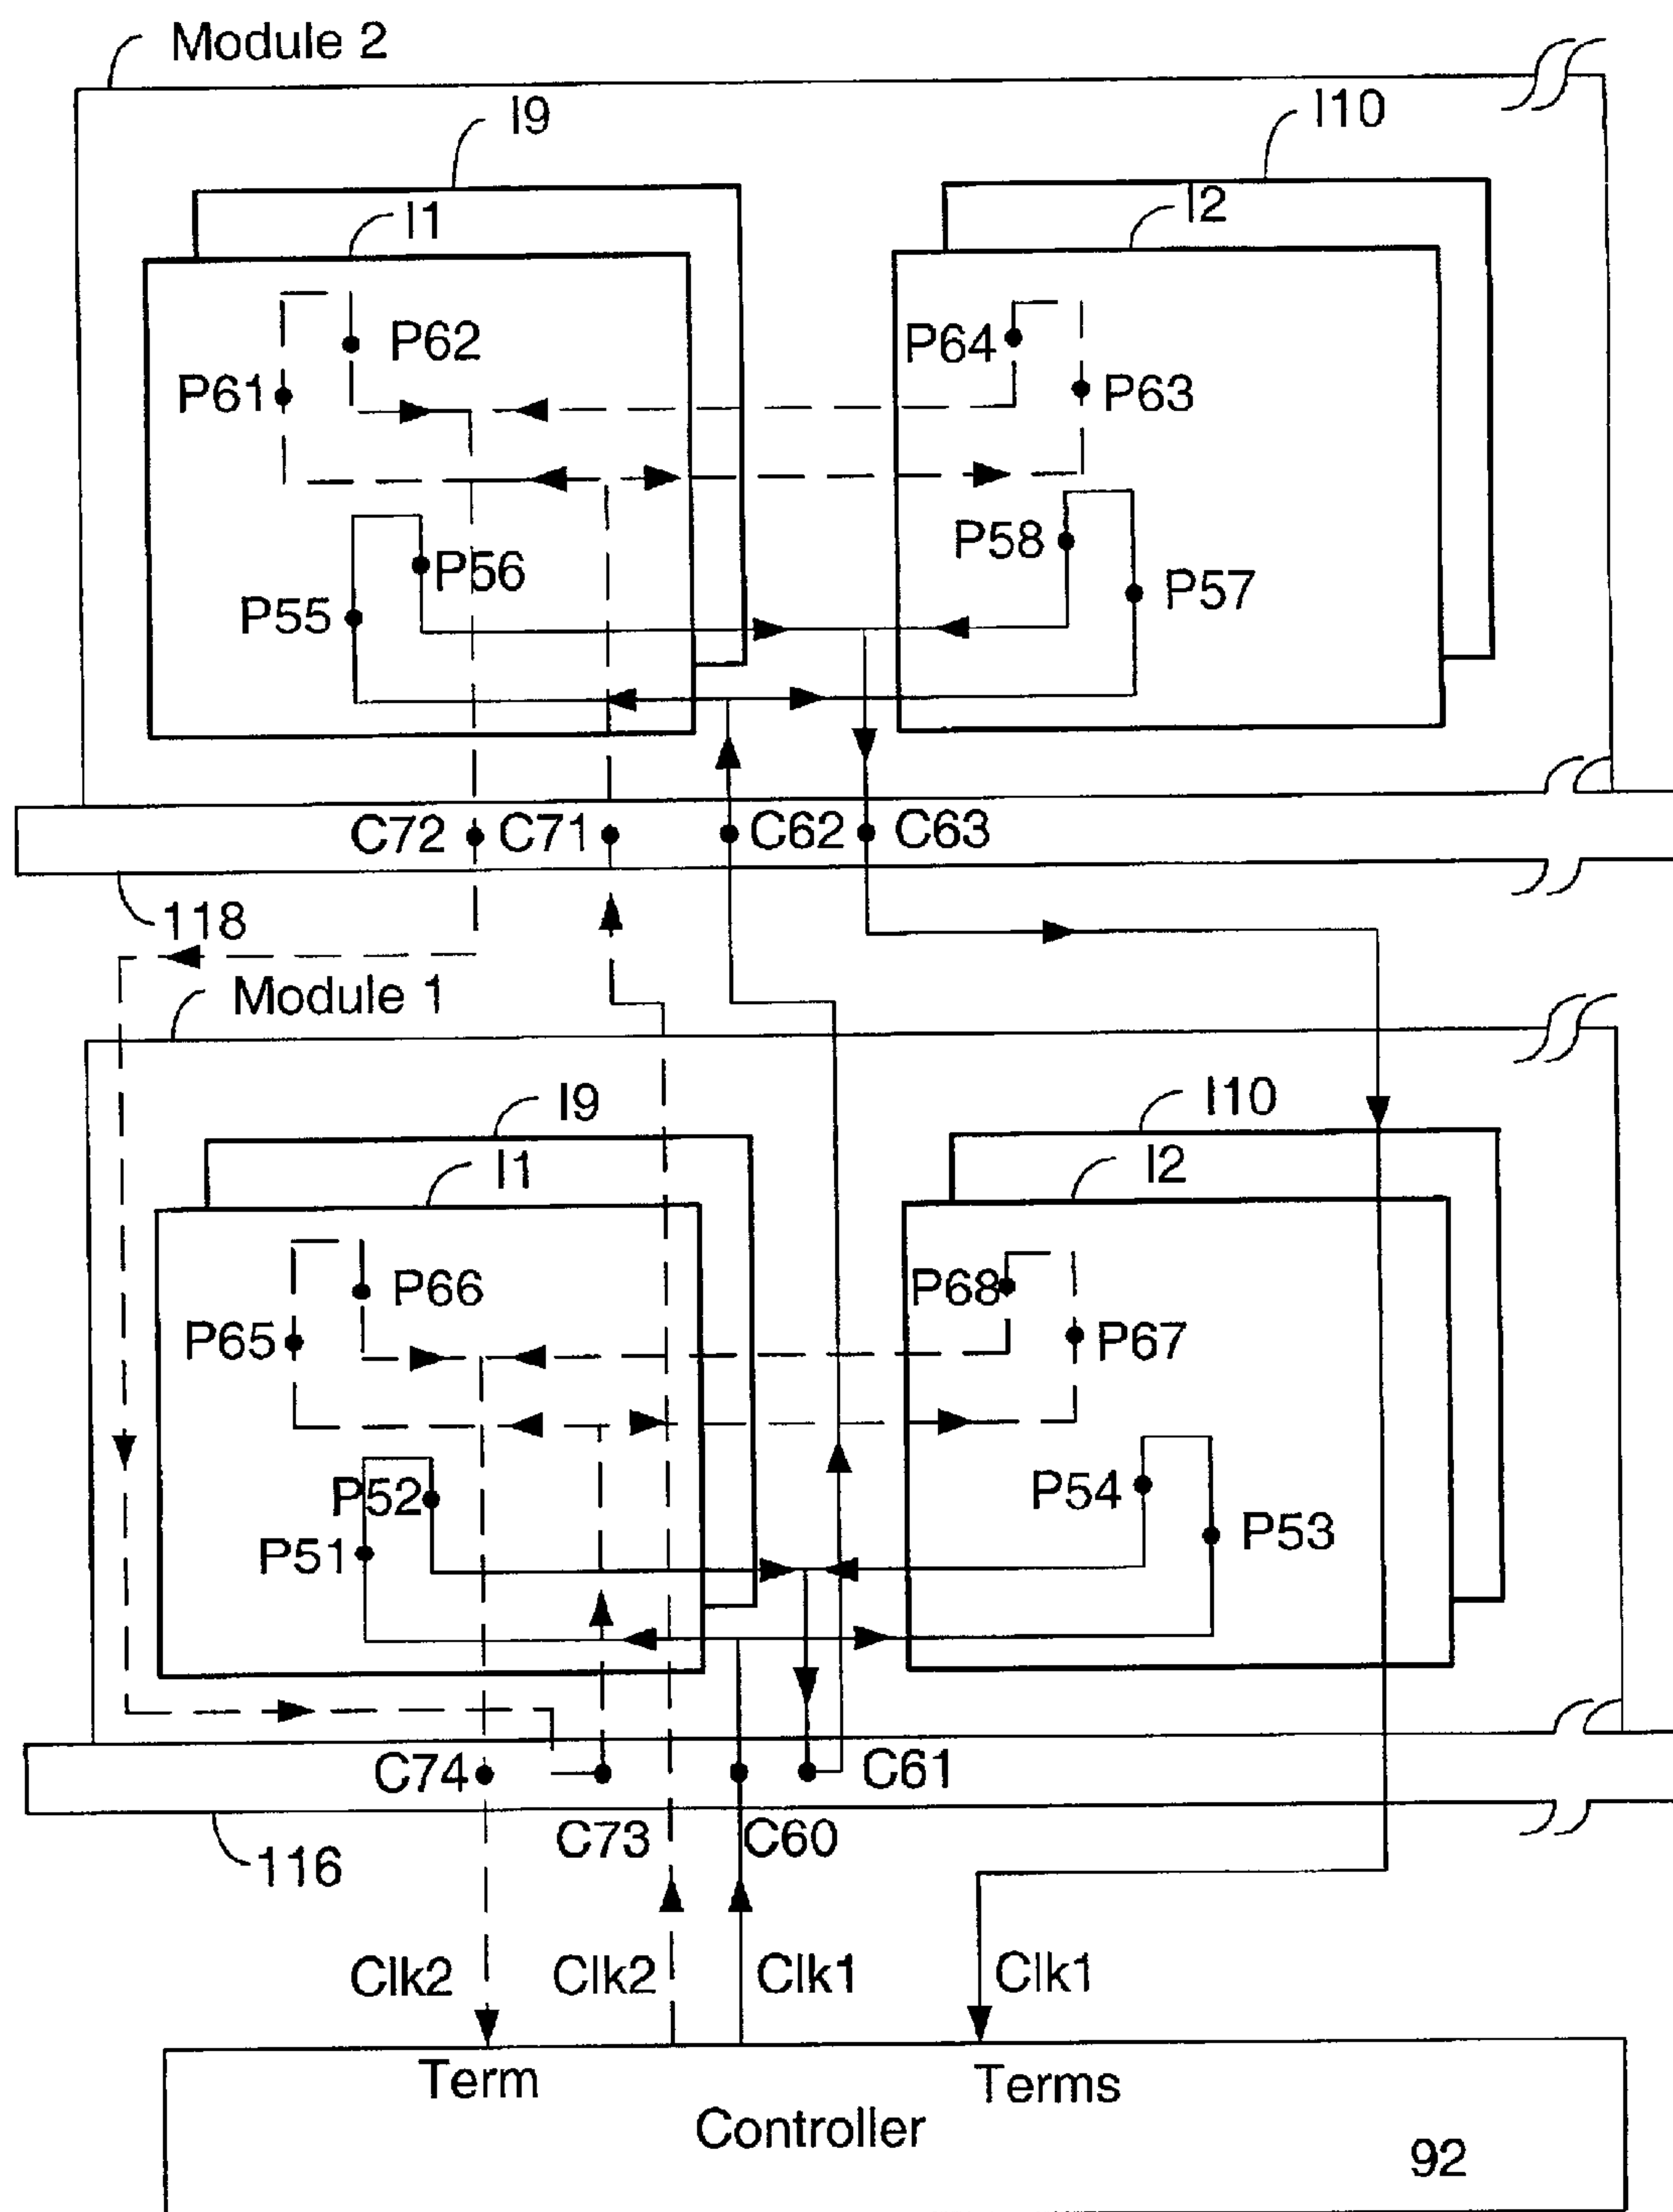 Module 2
I9
I10
I1
I2
P62
P64
P61
P63
P56
P58
P55
P57
C72
C71
C62
C63
118
Module 1
I9
I10
I1
I2
P66
P68
P65
P67
P52
P54
P51
P53
C74
C61
C73
C60
116
Clk2
Clk2
Clk1
Clk1
Term
Terms
Controller
92